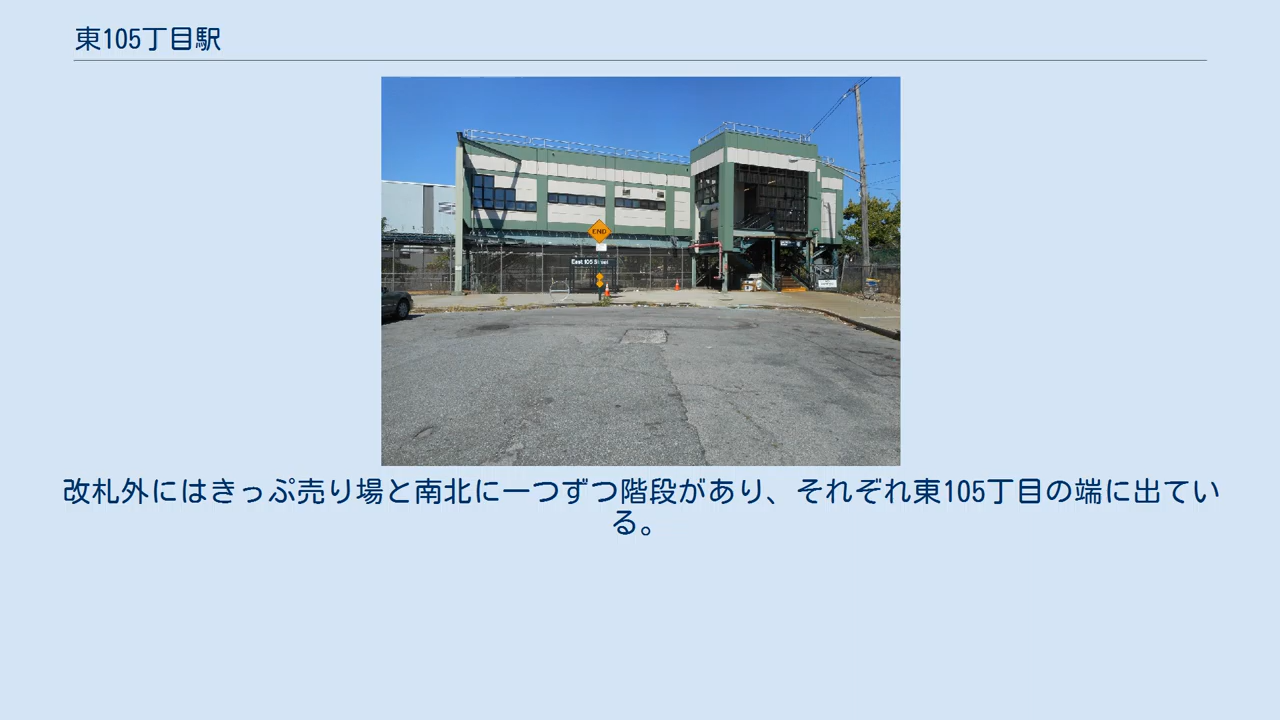 東105丁目駅
END
East 105 Street
改札外にはきっぷ売り場と南北に一つずつ階段があり、それぞれ東105丁目の端に出てい
る。